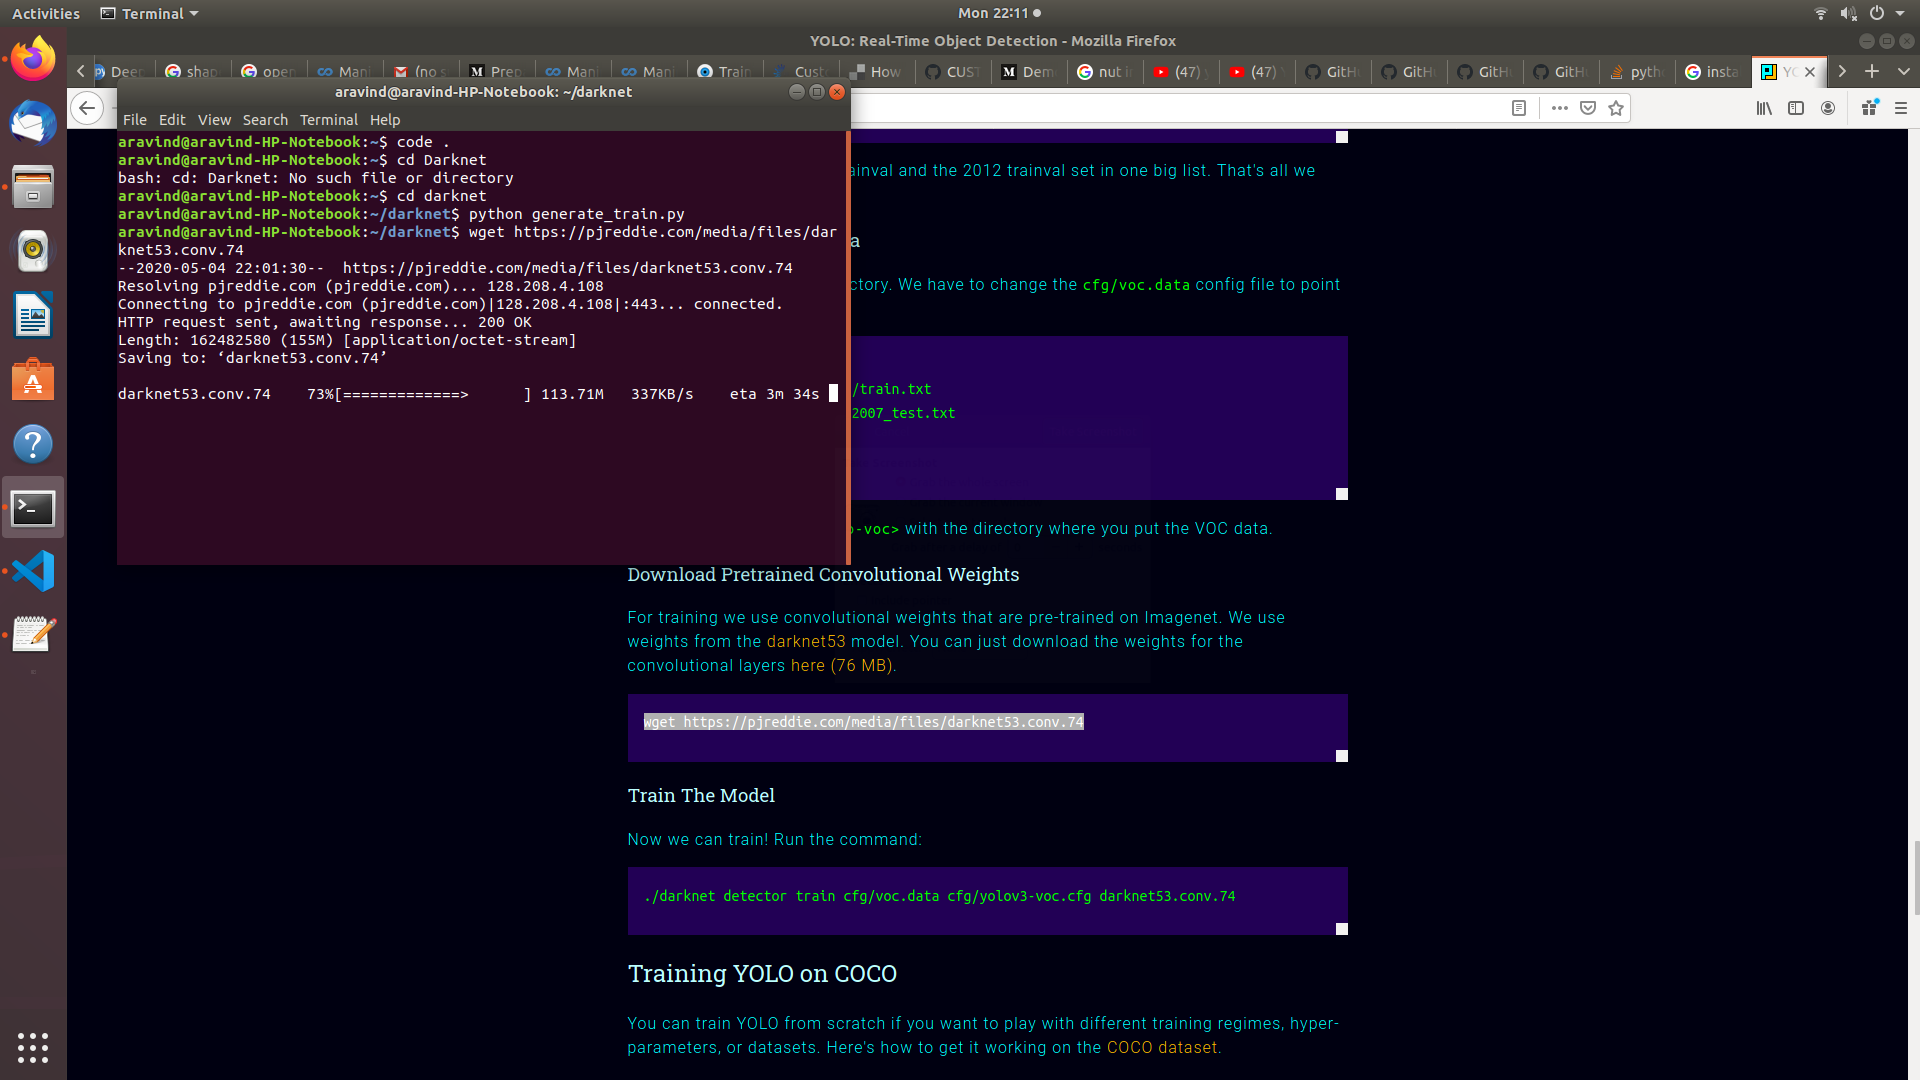 Activities
Terminal
Mon 22:11
YOLO: Real-Time Object Detection - Mozilla Firefox
Deep
shap
open
Mani
(no s
Prep
Mani
Mani
Train
Custo
How
CUST
Dem
nut i
(47)
(47)
GitH
GitH
GitH
GitH
pyth
insta
YO
aravind@aravind-HP-Notebook: ~/darknet
File Edit View Search Terminal Help
aravind@aravind-HP-Notebook:~$ code .
aravind@aravind-HP-Notebook:~$ cd Darknet
bash: cd: Darknet: No such file or directory
aravind@aravind-HP-Notebook:~$ cd darknet
aravind@aravind-HP-Notebook:~/darknet$ python generate_train.py
aravind@aravind-HP-Notebook:~/darknet$ wget https://pjreddie.com/media/files/dar
knet53.conv.74
--2020-05-04 22:01:30--  https://pjreddie.com/media/files/darknet53.conv.74
Resolving pjreddie.com (pjreddie.com)... 128.208.4.108
Connecting to pjreddie.com (pjreddie.com)|128.208.4.108|:443... connected.
HTTP request sent, awaiting response... 200 OK
Length: 162482580 (155M) [application/octet-stream]
Saving to: ‘darknet53.conv.74’
darknet53.conv.74    73%[=============>      ] 113.71M   337KB/s    eta 3m 34s
ainval and the 2012 trainval set in one big list. That's all we
a
ctory. We have to change the cfg/voc.data config file to point
/train.txt
2007_test.txt
-voc> with the directory where you put the VOC data.
Download Pretrained Convolutional Weights
For training we use convolutional weights that are pre-trained on Imagenet. We use
weights from the darknet53 model. You can just download the weights for the
convolutional layers here (76 MB).
wget https://pjreddie.com/media/files/darknet53.conv.74
Train The Model
Now we can train! Run the command:
./darknet detector train cfg/voc.data cfg/yolov3-voc.cfg darknet53.conv.74
Training YOLO on COCO
You can train YOLO from scratch if you want to play with different training regimes, hyper-
parameters, or datasets. Here's how to get it working on the COCO dataset.